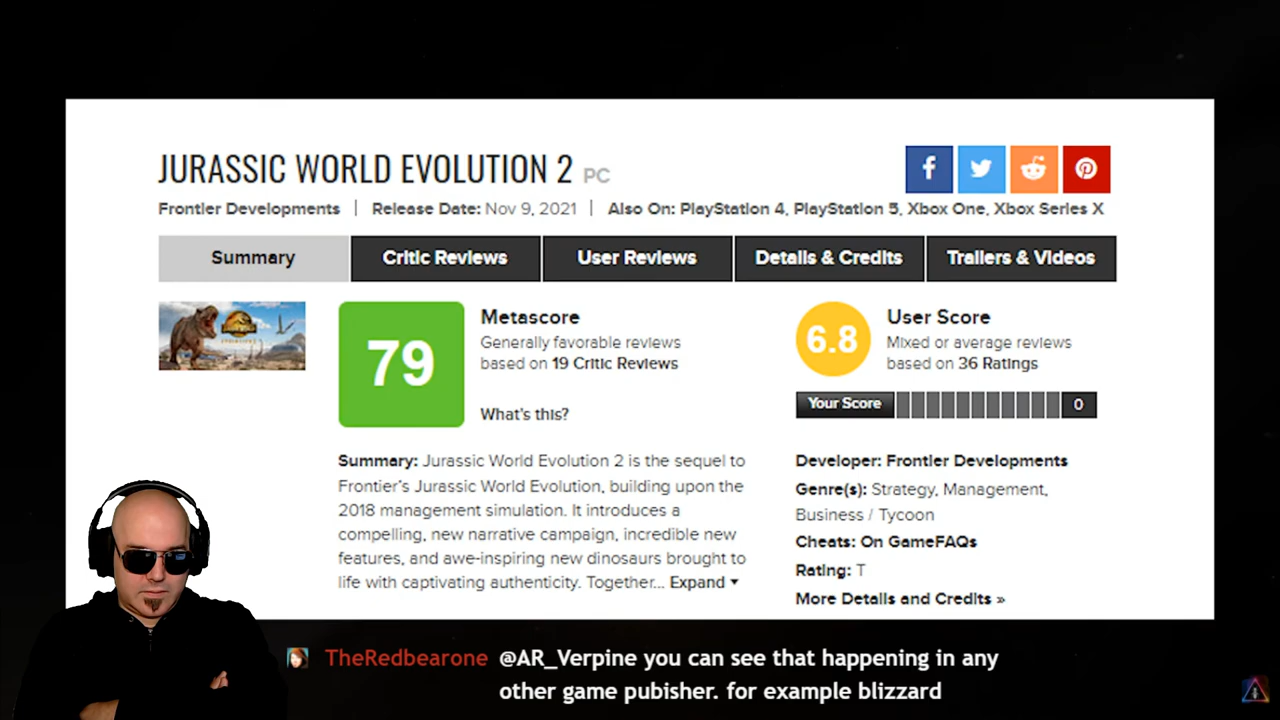 JURASSIC WORLD EVOLUTION 2 PC
Frontier Developments | Release Date: Nov 9, 2021 | Also On: PlayStation 4, PlayStation 5, Xbox One, Xbox Series X
Summary Critic Reviews User Reviews Details & Credits Trailers & Videos
79
Metascore
Generally favorable reviews
based on 19 Critic Reviews
What's this?
6.8
User Score
Mixed or average reviews
based on 36 Ratings
Your Score 0
Summary: Jurassic World Evolution 2 is the sequel to
Frontier's Jurassic World Evolution, building upon the
2018 management simulation. It introduces a
compelling, new narrative campaign, incredible new
features, and awe-inspiring new dinosaurs brought to
life with captivating authenticity. Together... Expand
Developer: Frontier Developments
Genre(s): Strategy, Management,
Business / Tycoon
Cheats: On GameFAQs
Rating: T
More Details and Credits »
TheRedbearone @AR_Verpine you can see that happening in any
other game pubisher. for example blizzard